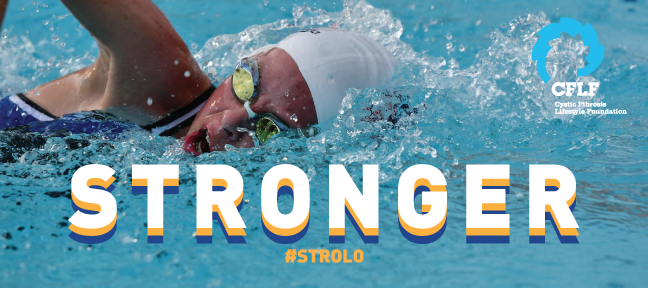 CFLF
Cystic Fibrosis
Lifestyle Foundation
STRONGER
#STROLO